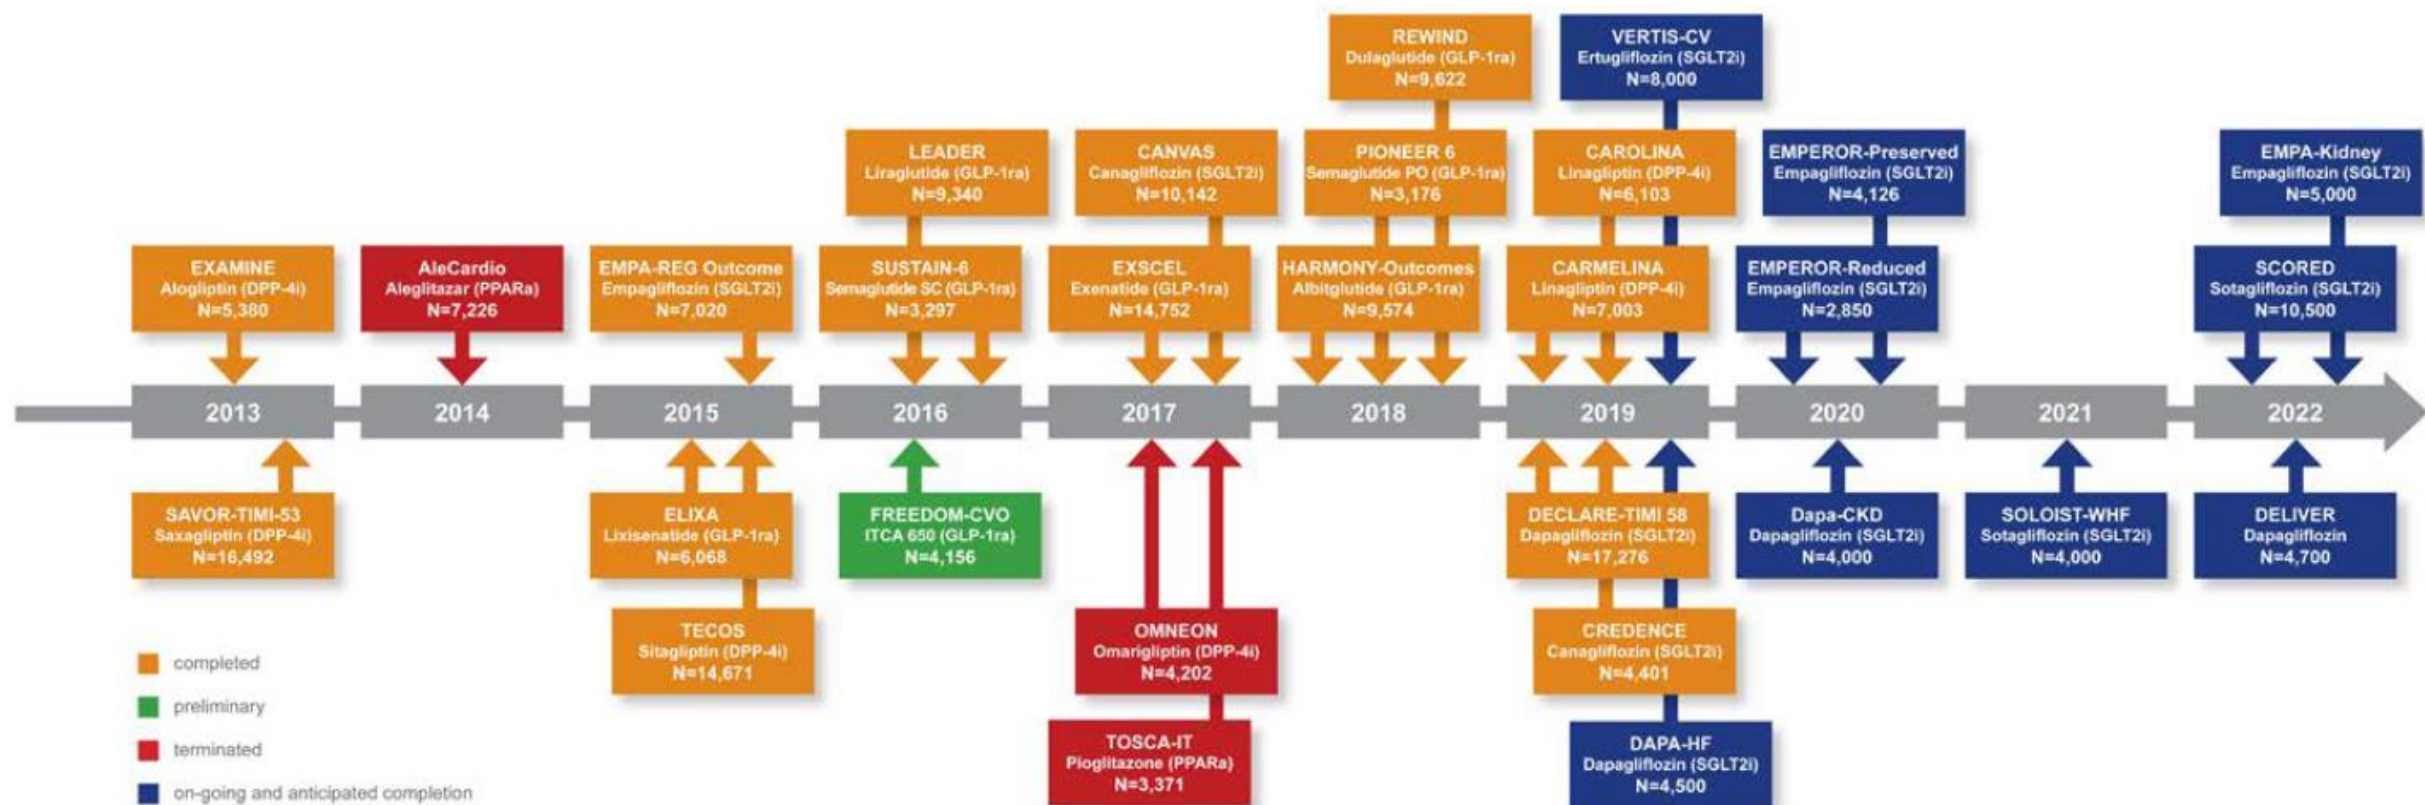 REWIND
Dulaglutide (GLP-1ra)
N=9,622
VERTIS-CV
Ertugliflozin (SGLT2i)
N=8,000
LEADER
Liraglutide (GLP-1ra)
N=9,340
CANVAS
Canagliflozin (SGLT2i)
N=10,142
PIONEER 6
Semaglutide PO (GLP-1ra)
N=3,176
CAROLINA
Linagliptin (DPP-4i)
N=6,103
EMPEROR-Preserved
Empagliflozin (SGLT2i)
N=4,126
EMPA-Kidney
Empagliflozin (SGLT2i)
N=5,000
EXAMINE
Alogliptin (DPP-4i)
N=5,380
AleCardio
Aleglitazar (PPARa)
N=7,226
EMPA-REG Outcome
Empagliflozin (SGLT2i)
N=7,020
SUSTAIN-6
Semaglutide SC (GLP-1ra)
N=3,297
EXSCEL
Exenatide (GLP-1ra)
N=14,752
HARMONY-Outcomes
Albitglutide (GLP-1ra)
N=9,574
CARMELINA
Linagliptin (DPP-4i)
N=7,003
EMPEROR-Reduced
Empagliflozin (SGLT2i)
N=2,850
SCORED
Sotagliflozin (SGLT2i)
N=10,500
2013
2014
2015
2016
2017
2018
2019
2020
2021
2022
SAVOR-TIMI-53
Saxagliptin (DPP-4i)
N=16,492
ELIXA
Lixisenatide (GLP-1ra)
N=6,068
FREEDOM-CVO
ITCA 650 (GLP-1ra)
N=4,156
DECLARE-TIMI 58
Dapagliflozin (SGLT2i)
N=17,276
Dapa-CKD
Dapagliflozin (SGLT2i)
N=4,000
SOLOIST-WHF
Sotagliflozin (SGLT2i)
N=4,000
DELIVER
Dapagliflozin
N=4,700
TECOS
Sitagliptin (DPP-4i)
N=14,671
OMNEON
Omarigliptin (DPP-4i)
N=4,202
CREDENCE
Canagliflozin (SGLT2i)
N=4,401
TOSCA-IT
Pioglitazone (PPARa)
N=3,371
DAPA-HF
Dapagliflozin (SGLT2i)
N=4,500
completed
preliminary
terminated
on-going and anticipated completion